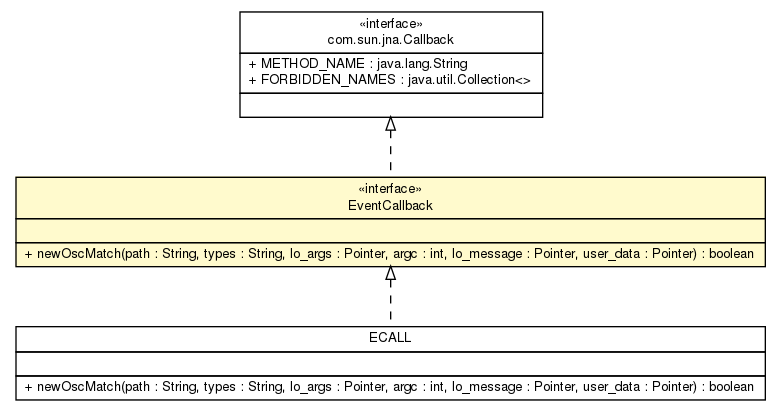 «interface»
com.sun.jna.Callback
+ METHOD_NAME : java.lang.String
+ FORBIDDEN_NAMES : java.util.Collection<>
«interface»
EventCallback
+ newOscMatch(path : String, types : String, lo_args : Pointer, argc : int, lo_message : Pointer, user_data : Pointer) : boolean
ECALL
+ newOscMatch(path : String, types : String, lo_args : Pointer, argc : int, lo_message : Pointer, user_data : Pointer) : boolean